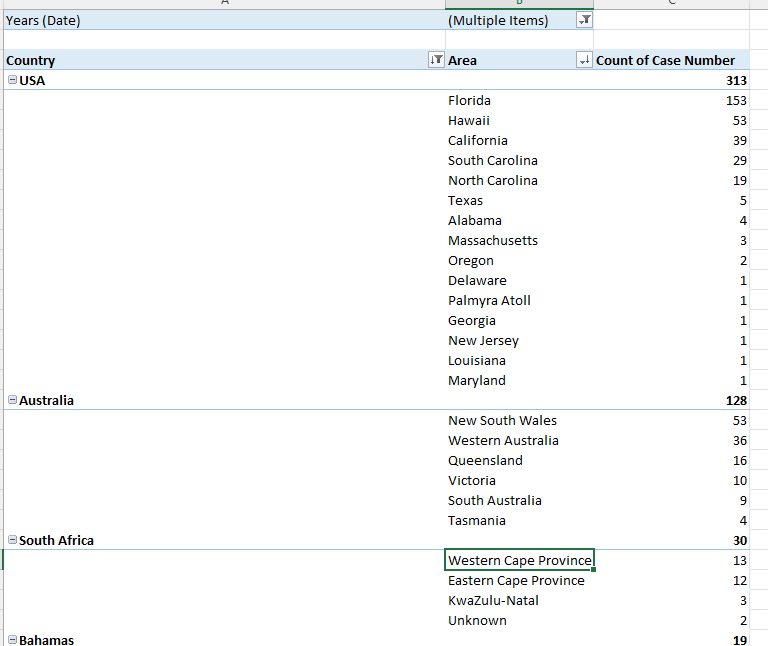 Years (Date) (Multiple Items)
Country Area Count of Case Number
USA 313
Florida 153
Hawaii 53
California 39
South Carolina 29
North Carolina 19
Texas 5
Alabama 4
Massachusetts 3
Oregon 2
Delaware 1
Palmyra Atoll 1
Georgia 1
New Jersey 1
Louisiana 1
Maryland 1
Australia 128
New South Wales 53
Western Australia 36
Queensland 16
Victoria 10
South Australia 9
Tasmania 4
South Africa 30
Western Cape Province 13
Eastern Cape Province 12
KwaZulu-Natal 3
Unknown 2
Bahamas 19